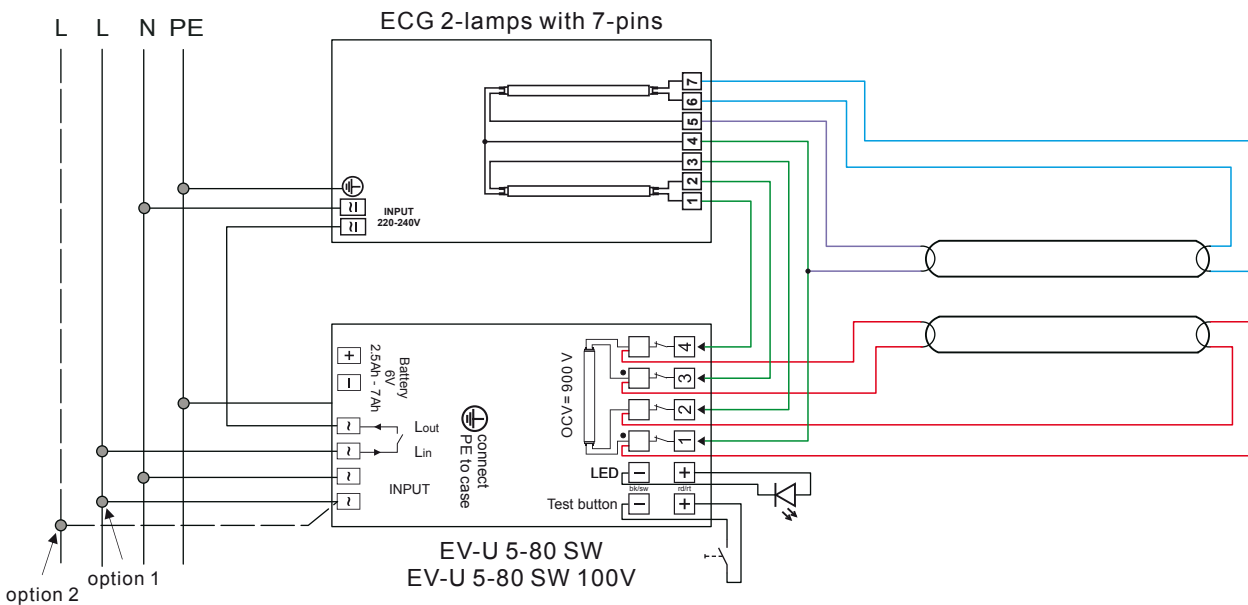 ECG 2-lamps with 7-pins
L L N PE
7
6
5
4
3
2
1
INPUT
220-240V
Battery
6V
2.5Ah - 7Ah
+
−
~ Lout
~ Lin
~
INPUT
~
connect
PE to case
OCV = 900 V
4
3
2
1
LED − +
bk/sw rd/rt
Test button − +
option 1
option 2
EV-U 5-80 SW
EV-U 5-80 SW 100V